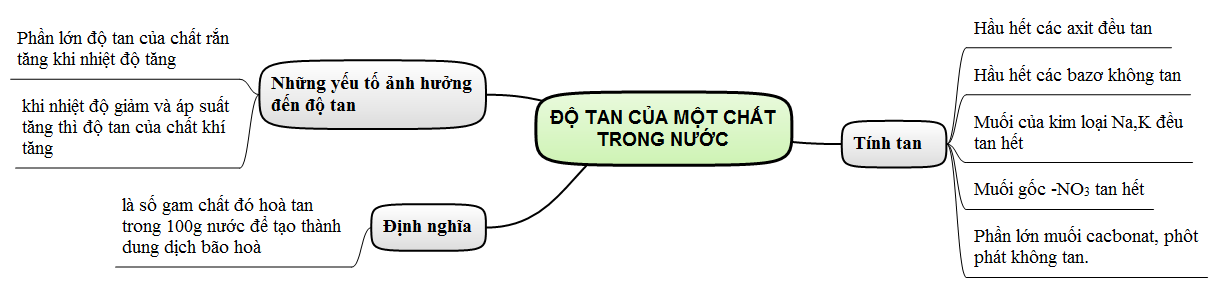 ĐỘ TAN CỦA MỘT CHẤT
TRONG NƯỚC
Những yếu tố ảnh hưởng
đến độ tan
Phần lớn độ tan của chất rắn
tăng khi nhiệt độ tăng
khi nhiệt độ giảm và áp suất
tăng thì độ tan của chất khí
tăng
Định nghĩa
là số gam chất đó hoà tan
trong 100g nước để tạo thành
dung dịch bão hoà
Tính tan
Hầu hết các axit đều tan
Hầu hết các bazơ không tan
Muối của kim loại Na,K đều
tan hết
Muối gốc -NO₃ tan hết
Phần lớn muối cacbonat, phôt
phát không tan.